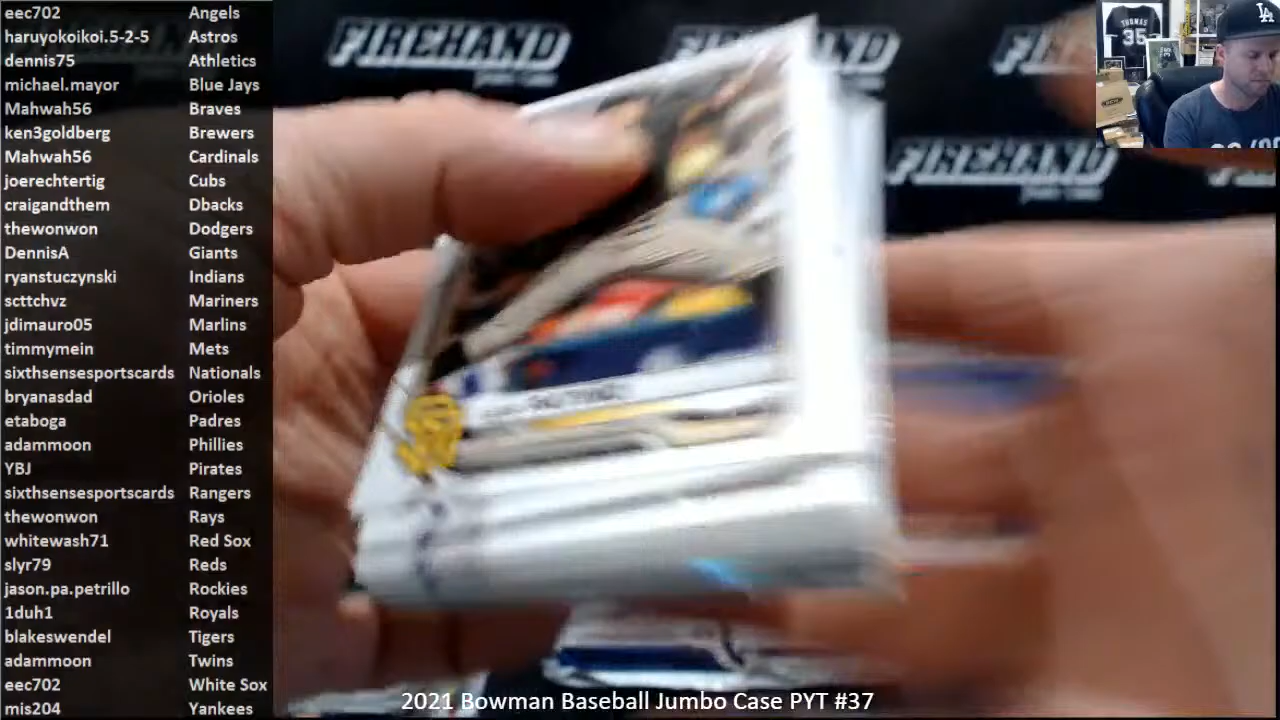 eec702 Angels
haruyokoikoi.5-2-5 Astros
dennis75 Athletics
michael.mayor Blue Jays
Mahwah56 Braves
ken3goldberg Brewers
Mahwah56 Cardinals
joerechtertig Cubs
craigandthem Dbacks
thewonwon Dodgers
DennisA Giants
ryanstuczynski Indians
scttchvz Mariners
jdimauro05 Marlins
timmymein Mets
sixthsensesportscards Nationals
bryanasdad Orioles
etaboga Padres
adammoon Phillies
YBJ Pirates
sixthsensesportscards Rangers
thewonwon Rays
whitewash71 Red Sox
slyr79 Reds
jason.pa.petrillo Rockies
1duh1 Royals
blakeswendel Tigers
adammoon Twins
eec702 White Sox
mis204 Yankees
FIREHAND
FIREHAND
THOMAS
35
LA
2021 Bowman Baseball Jumbo Case PYT #37